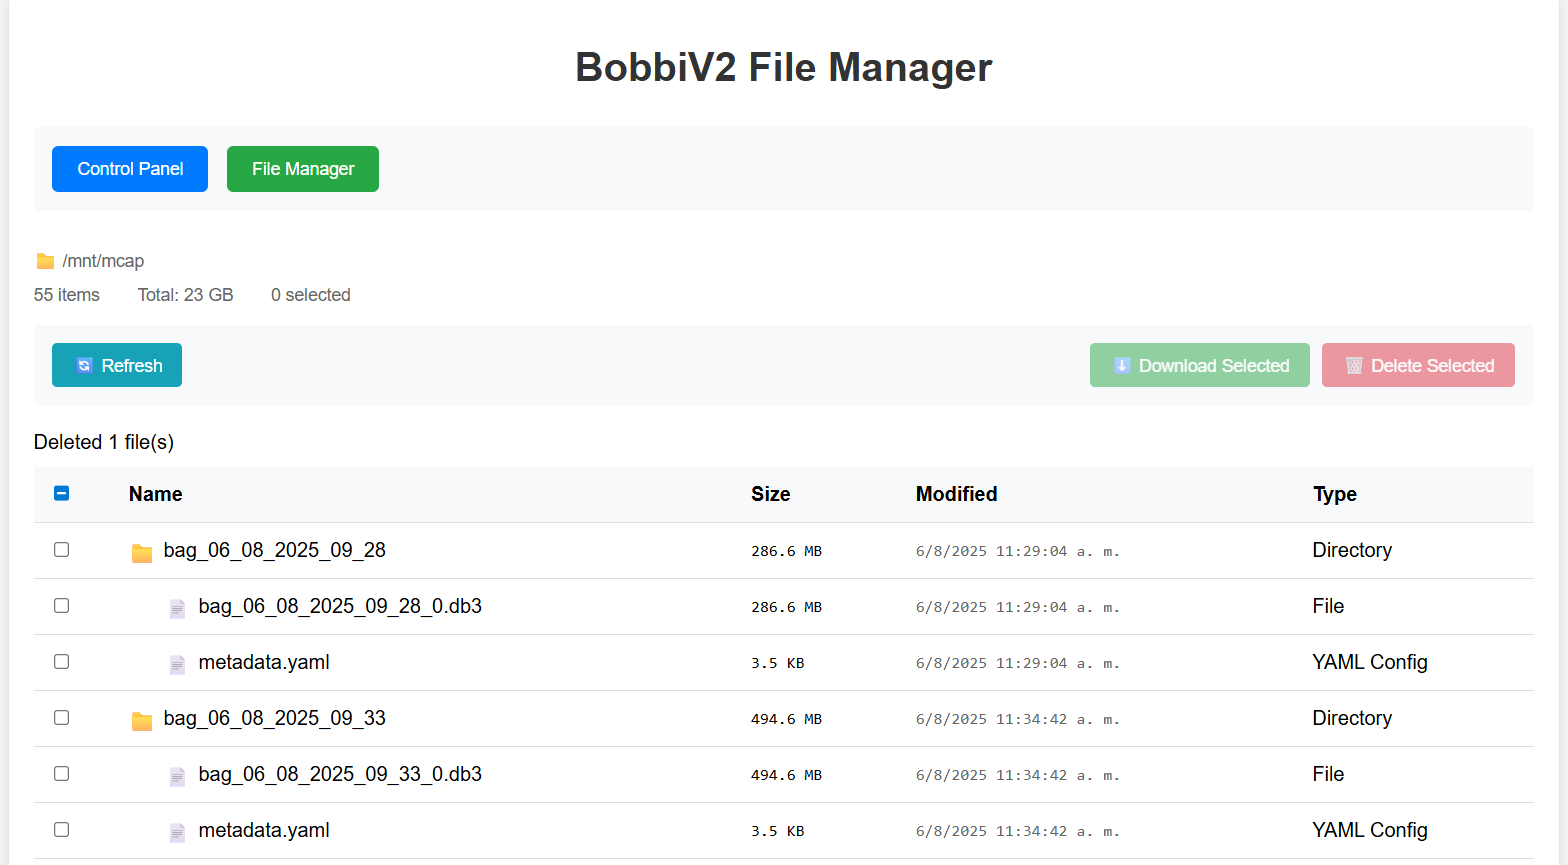 BobbiV2 File Manager
Control Panel File Manager
/mnt/mcap
55 items Total: 23 GB 0 selected
Refresh Download Selected Delete Selected
Deleted 1 file(s)
Name Size Modified Type
bag_06_08_2025_09_28 286.6 MB 6/8/2025 11:29:04 a. m. Directory
bag_06_08_2025_09_28_0.db3 286.6 MB 6/8/2025 11:29:04 a. m. File
metadata.yaml 3.5 KB 6/8/2025 11:29:04 a. m. YAML Config
bag_06_08_2025_09_33 494.6 MB 6/8/2025 11:34:42 a. m. Directory
bag_06_08_2025_09_33_0.db3 494.6 MB 6/8/2025 11:34:42 a. m. File
metadata.yaml 3.5 KB 6/8/2025 11:34:42 a. m. YAML Config